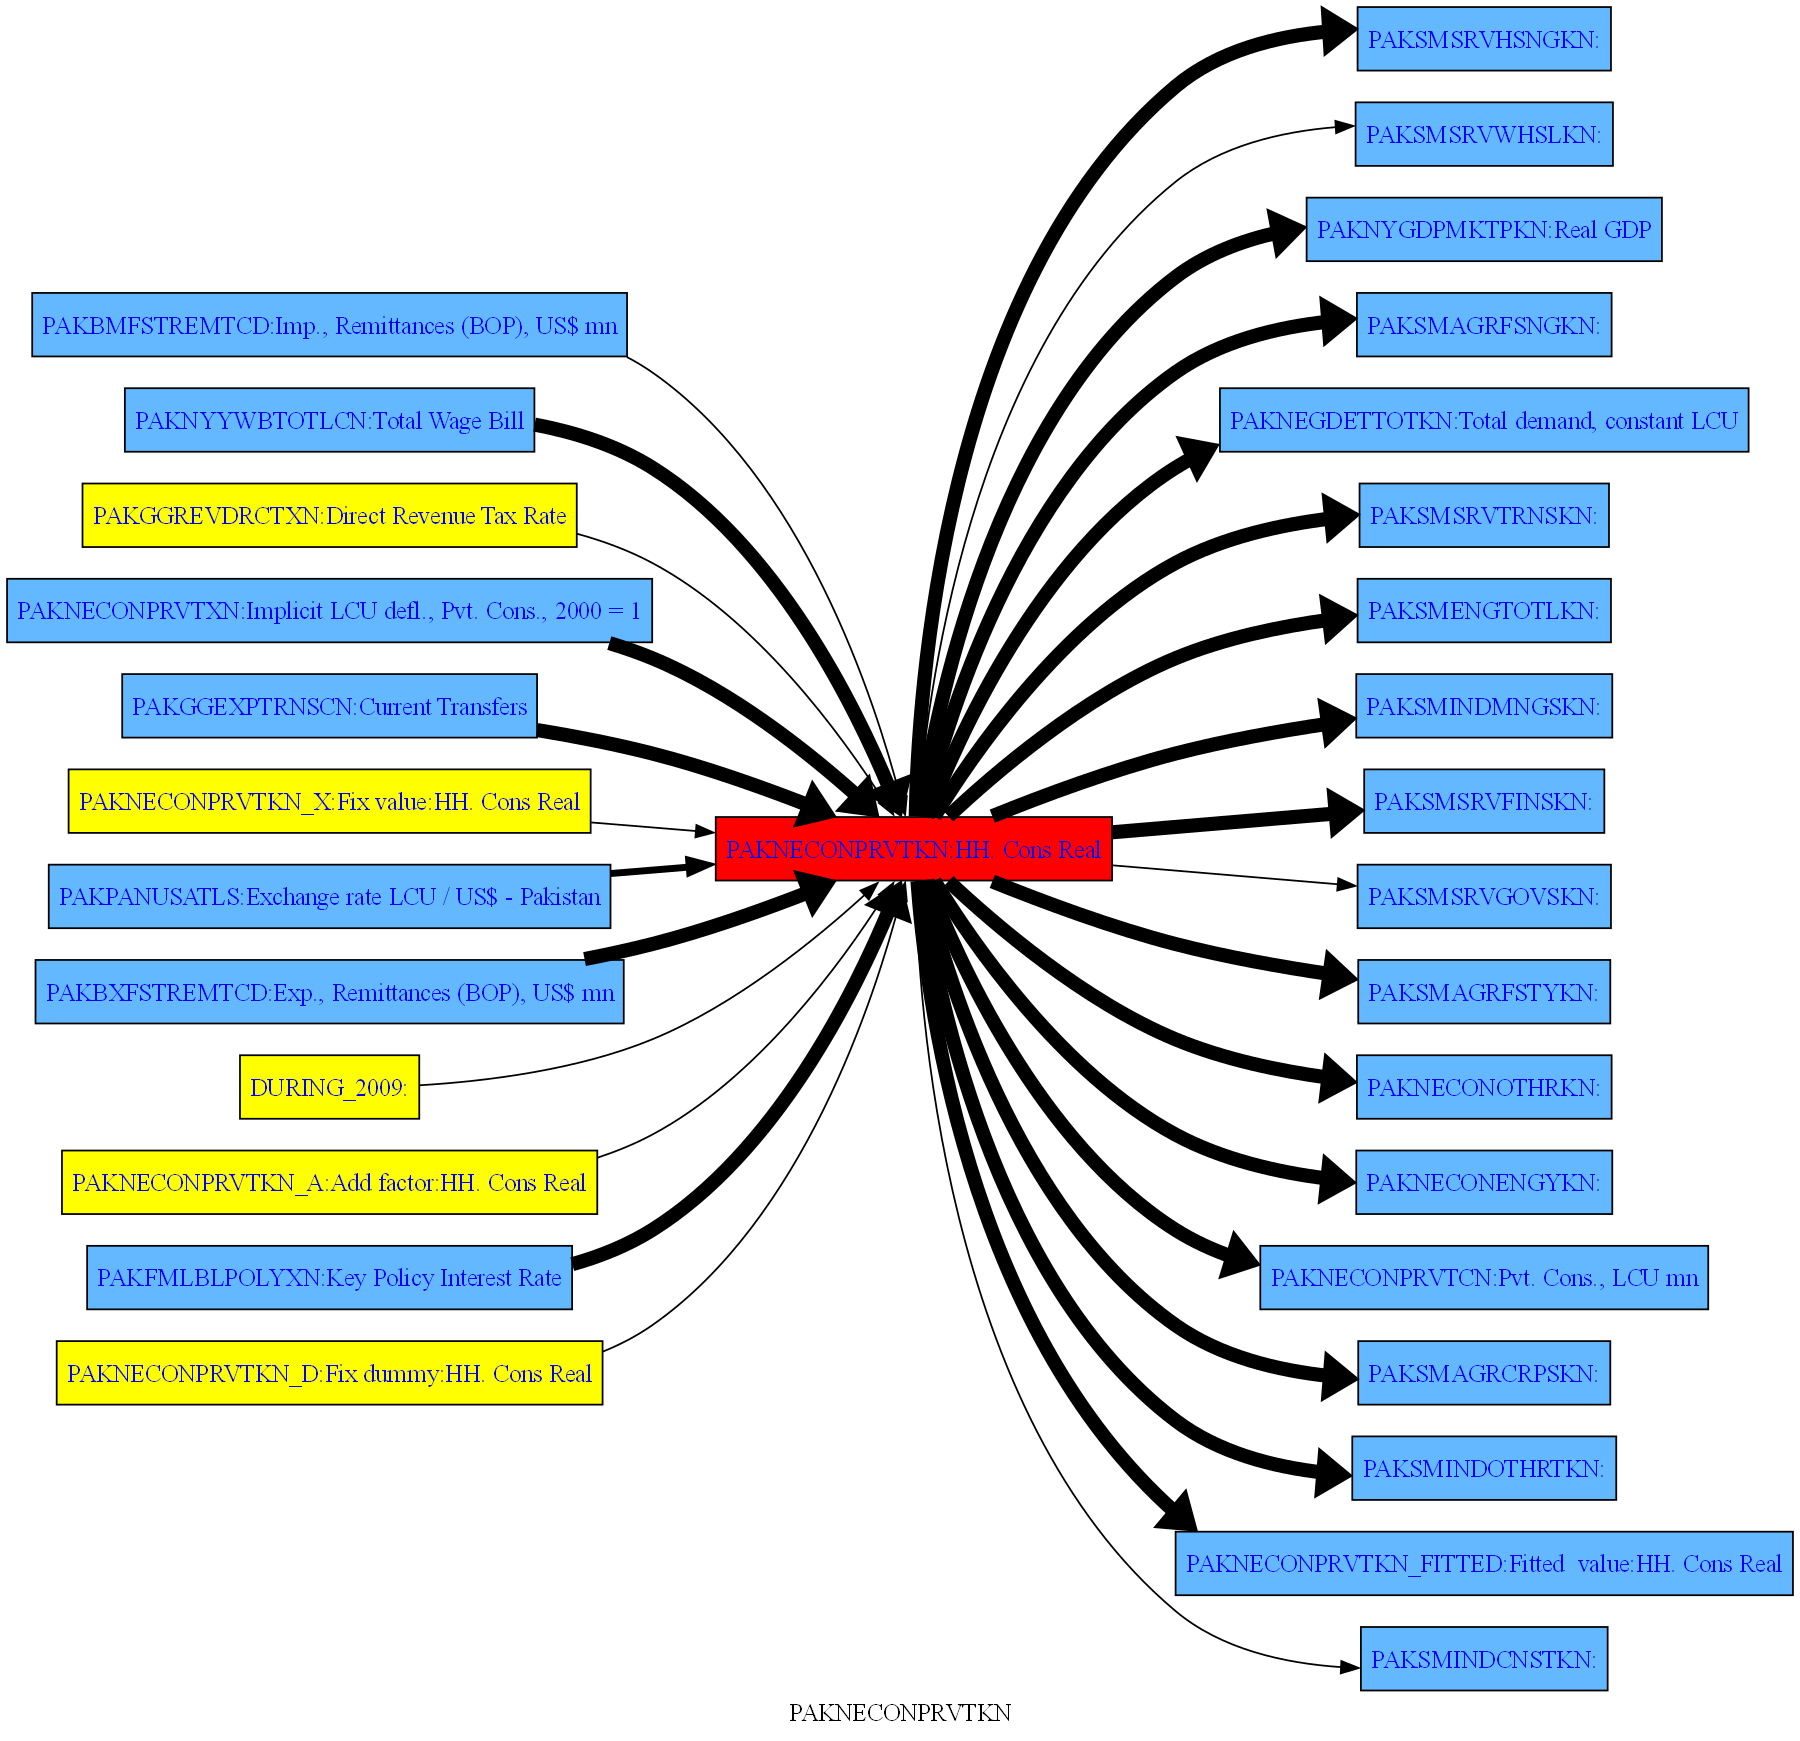 PAKBMFSTREMTCD:Imp., Remittances (BOP), US$ mn
PAKNYYWBTOTLCN:Total Wage Bill
PAKGGREVDRCTXN:Direct Revenue Tax Rate
PAKNECONPRVTXN:Implicit LCU defl., Pvt. Cons., 2000 = 1
PAKGGEXPTRNSCN:Current Transfers
PAKNECONPRVTKN_X:Fix value:HH. Cons Real
PAKPANUSATLS:Exchange rate LCU / US$ - Pakistan
PAKBXFSTREMTCD:Exp., Remittances (BOP), US$ mn
DURING_2009:
PAKNECONPRVTKN_A:Add factor:HH. Cons Real
PAKFMLBLPOLYXN:Key Policy Interest Rate
PAKNECONPRVTKN_D:Fix dummy:HH. Cons Real
PAKNECONPRVTKN:HH. Cons Real
PAKSMSRVHSNGKN:
PAKSMSRVWHSLKN:
PAKNYGDPMKTPKN:Real GDP
PAKSMAGRFSNGKN:
PAKNEGDETTOTKN:Total demand, constant LCU
PAKSMSRVTRNSKN:
PAKSMENGTOTLKN:
PAKSMINDMNGSKN:
PAKSMSRVFINSKN:
PAKSMSRVGOVSKN:
PAKSMAGRFSTYKN:
PAKNECONOTHRKN:
PAKNECONENGYKN:
PAKNECONPRVTCN:Pvt. Cons., LCU mn
PAKSMAGRCRPSKN:
PAKSMINDOTHRTKN:
PAKNECONPRVTKN_FITTED:Fitted  value:HH. Cons Real
PAKSMINDCNSTKN:
PAKNECONPRVTKN